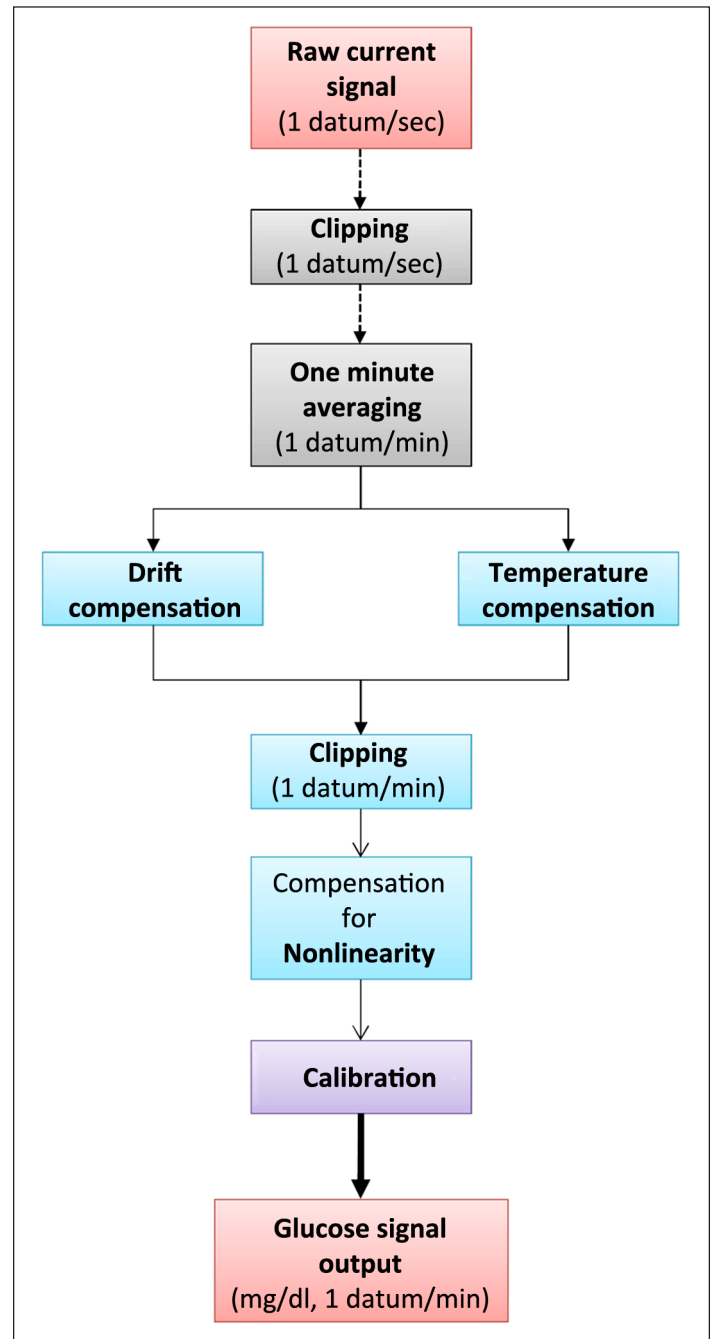 Raw current
signal
(1 datum/sec)
Clipping
(1 datum/sec)
One minute
averaging
(1 datum/min)
Drift
compensation
Temperature
compensation
Clipping
(1 datum/min)
Compensation
for
Nonlinearity
Calibration
Glucose signal
output
(mg/dl, 1 datum/min)